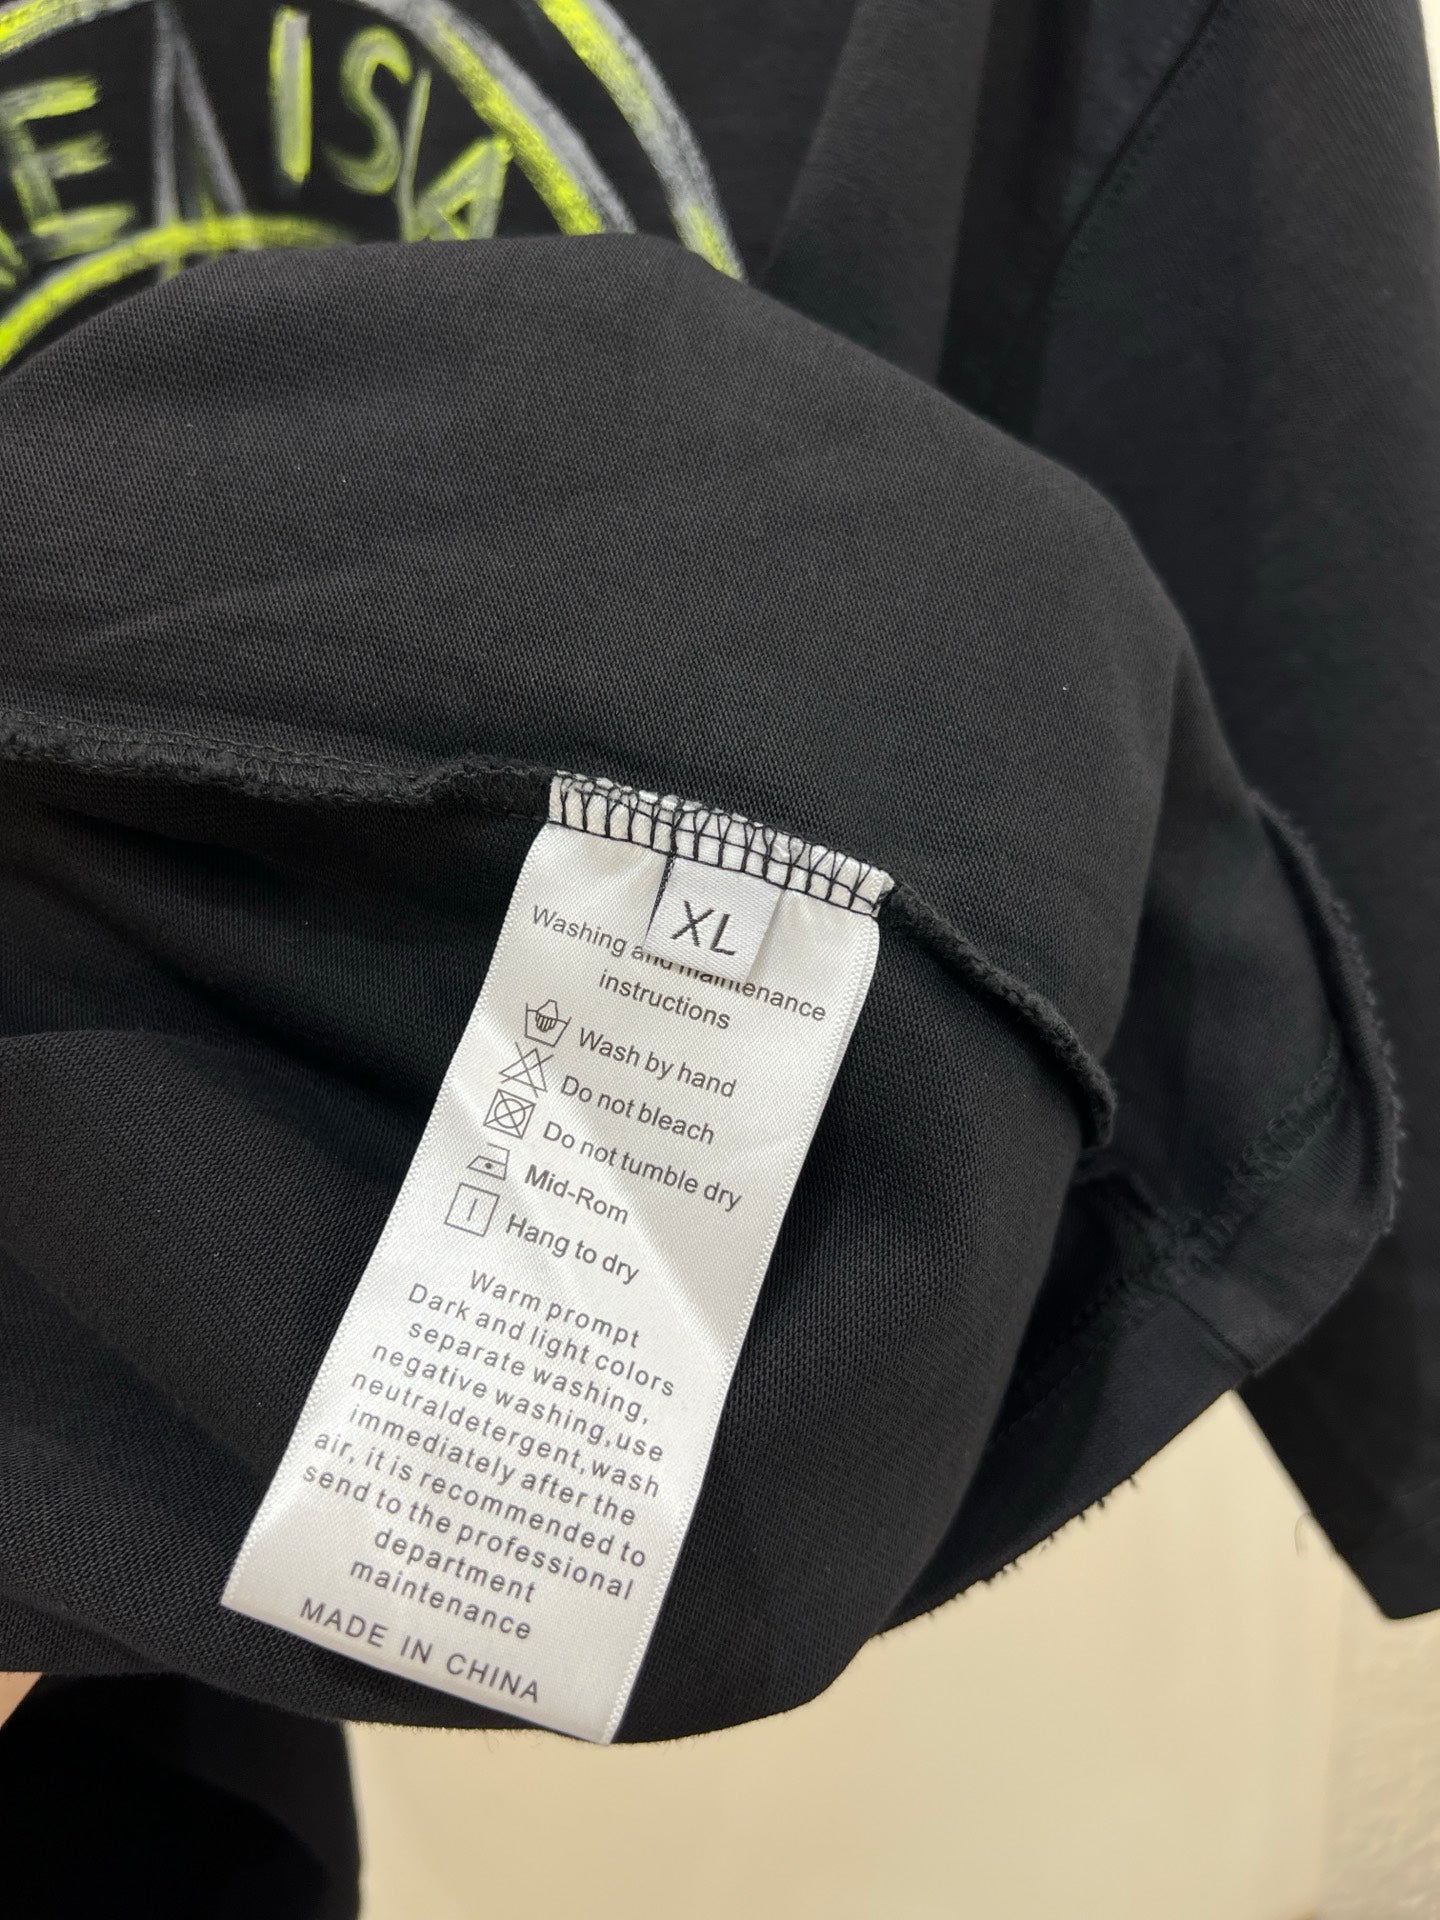 E ISA
XL
Washing and maintenance
instructions
Wash by hand
Do not bleach
Do not tumble dry
Mid-Rom
Hang to dry
Warm prompt
Dark and light colors
separate washing,
negative washing,use
neutraldetergent,wash
immediately after the
air, it is recommended to
send to the professional
department
maintenance
MADE IN CHINA